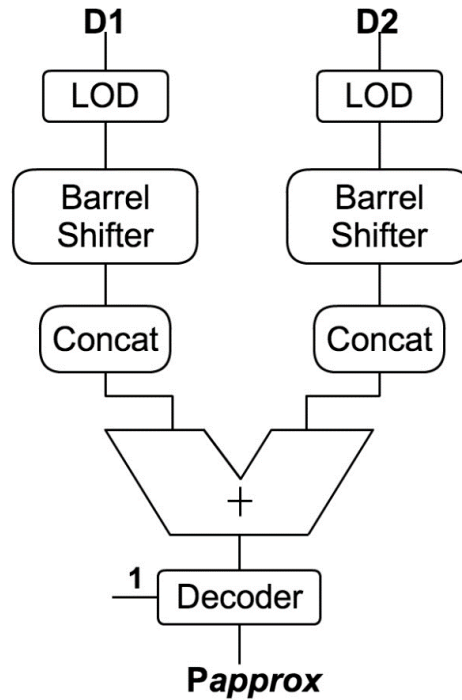 D1 D2
LOD LOD
Barrel Barrel
Shifter Shifter
Concat Concat
+
1
Decoder
Papprox